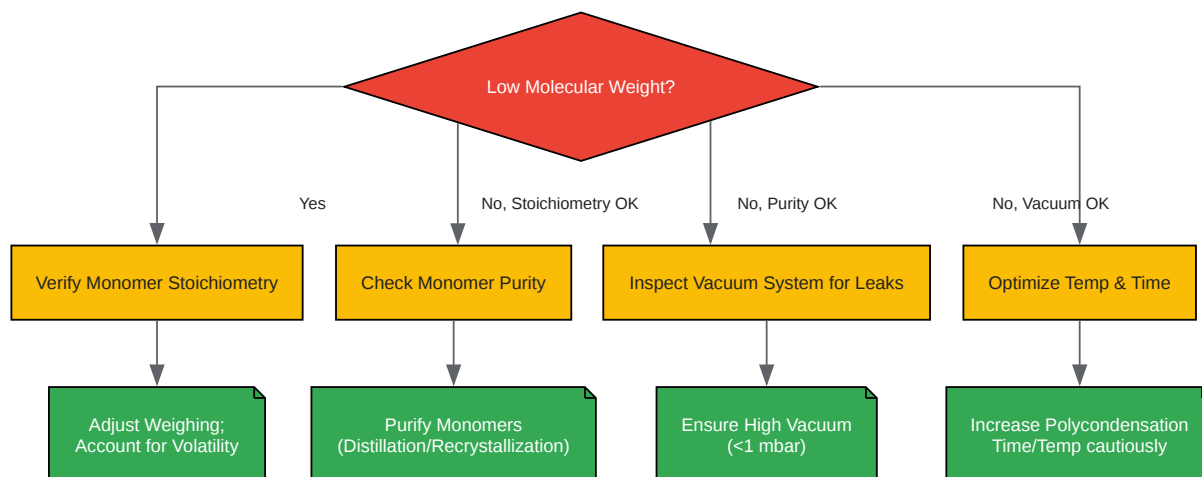 Low Molecular Weight?
Yes
No, Stoichiometry OK
No, Purity OK
No, Vacuum OK
Verify Monomer Stoichiometry
Check Monomer Purity
Inspect Vacuum System for Leaks
Optimize Temp & Time
Adjust Weighing;
Account for Volatility
Purify Monomers
(Distillation/Recrystallization)
Ensure High Vacuum
(<1 mbar)
Increase Polycondensation
Time/Temp cautiously